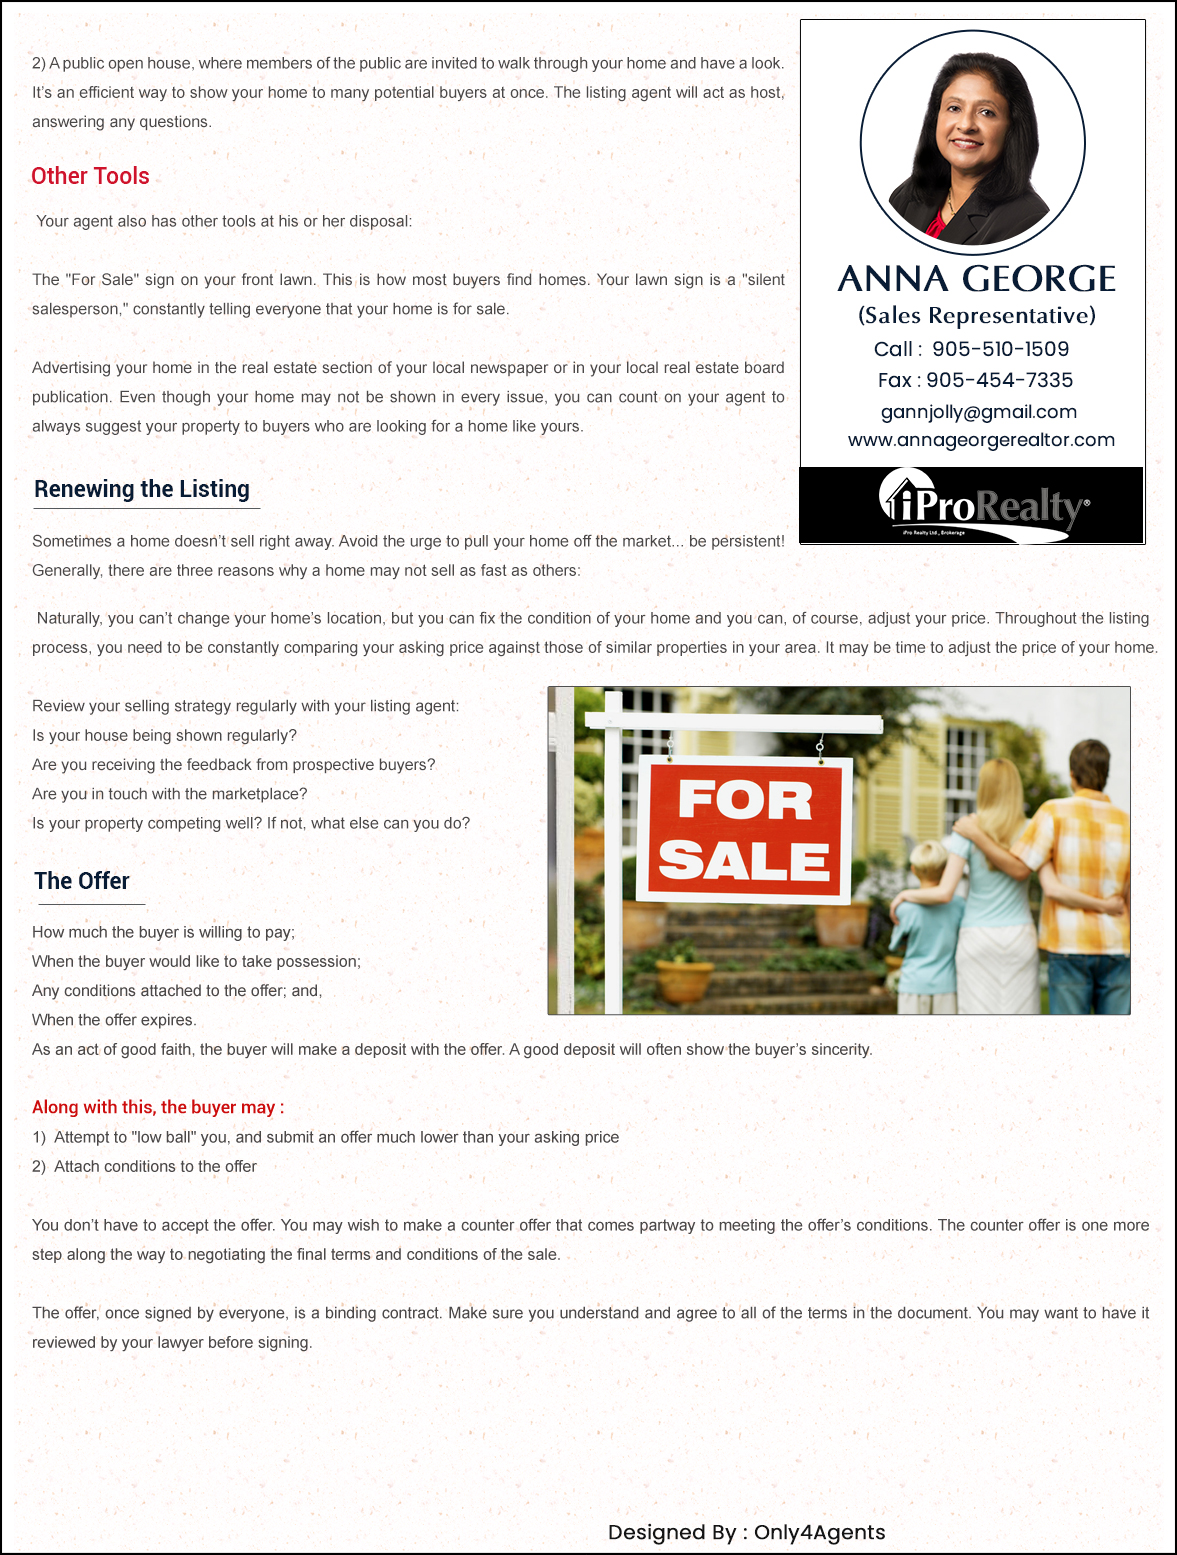 2) A public open house, where members of the public are invited to walk through your home and have a look.
It’s an efficient way to show your home to many potential buyers at once. The listing agent will act as host,
answering any questions.
Other Tools
Your agent also has other tools at his or her disposal:
The "For Sale" sign on your front lawn. This is how most buyers find homes. Your lawn sign is a "silent
salesperson," constantly telling everyone that your home is for sale.
Advertising your home in the real estate section of your local newspaper or in your local real estate board
publication. Even though your home may not be shown in every issue, you can count on your agent to
always suggest your property to buyers who are looking for a home like yours.
ANNA GEORGE
(Sales Representative)
Call : 905-510-1509
Fax : 905-454-7335
gannjolly@gmail.com
www.annageorgerealtor.com
iProRealty®
iPro Realty Ltd., Brokerage
Renewing the Listing
Sometimes a home doesn’t sell right away. Avoid the urge to pull your home off the market... be persistent!
Generally, there are three reasons why a home may not sell as fast as others:
Naturally, you can’t change your home’s location, but you can fix the condition of your home and you can, of course, adjust your price. Throughout the listing
process, you need to be constantly comparing your asking price against those of similar properties in your area. It may be time to adjust the price of your home.
Review your selling strategy regularly with your listing agent:
Is your house being shown regularly?
Are you receiving the feedback from prospective buyers?
Are you in touch with the marketplace?
Is your property competing well? If not, what else can you do?
FOR
SALE
The Offer
How much the buyer is willing to pay;
When the buyer would like to take possession;
Any conditions attached to the offer; and,
When the offer expires.
As an act of good faith, the buyer will make a deposit with the offer. A good deposit will often show the buyer’s sincerity.
Along with this, the buyer may :
1) Attempt to "low ball" you, and submit an offer much lower than your asking price
2) Attach conditions to the offer
You don’t have to accept the offer. You may wish to make a counter offer that comes partway to meeting the offer’s conditions. The counter offer is one more
step along the way to negotiating the final terms and conditions of the sale.
The offer, once signed by everyone, is a binding contract. Make sure you understand and agree to all of the terms in the document. You may want to have it
reviewed by your lawyer before signing.
Designed By : Only4Agents